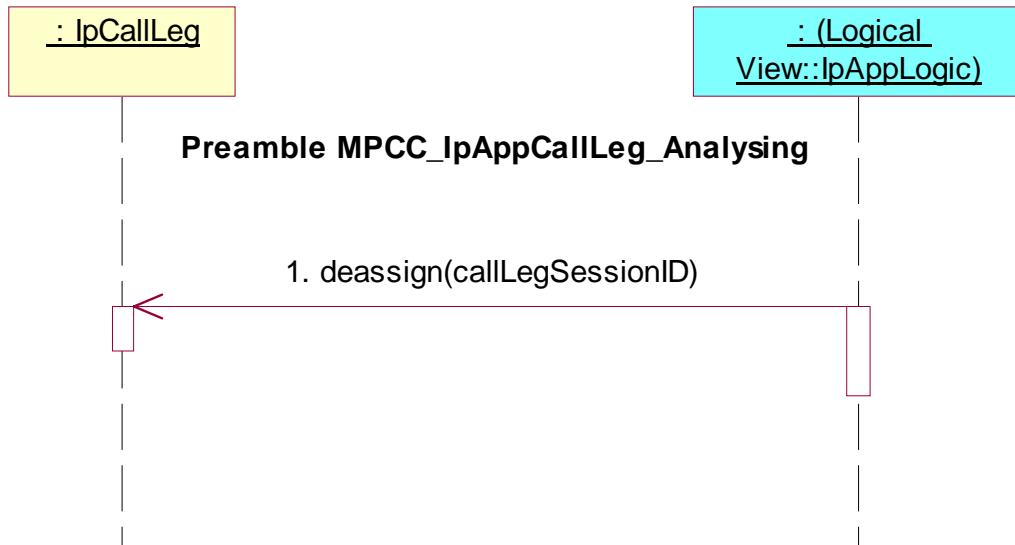 : IpCallLeg
: (Logical
View::IpAppLogic)
Preamble MPCC_IpAppCallLeg_Analysing
1. deassign(callLegSessionID)